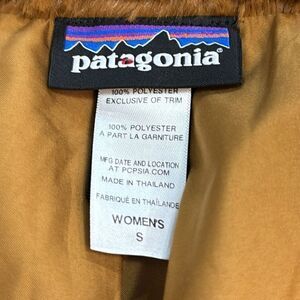 patagonia®
100% POLYESTER
EXCLUSIVE OF TRIM
100% POLYESTER
A PART LA GARNITURE
MFG DATE AND LOCATION
AT PCPSIA.COM
MADE IN THAILAND
FABRIQUÉ EN THAÏLANDE
WOMEN'S
S